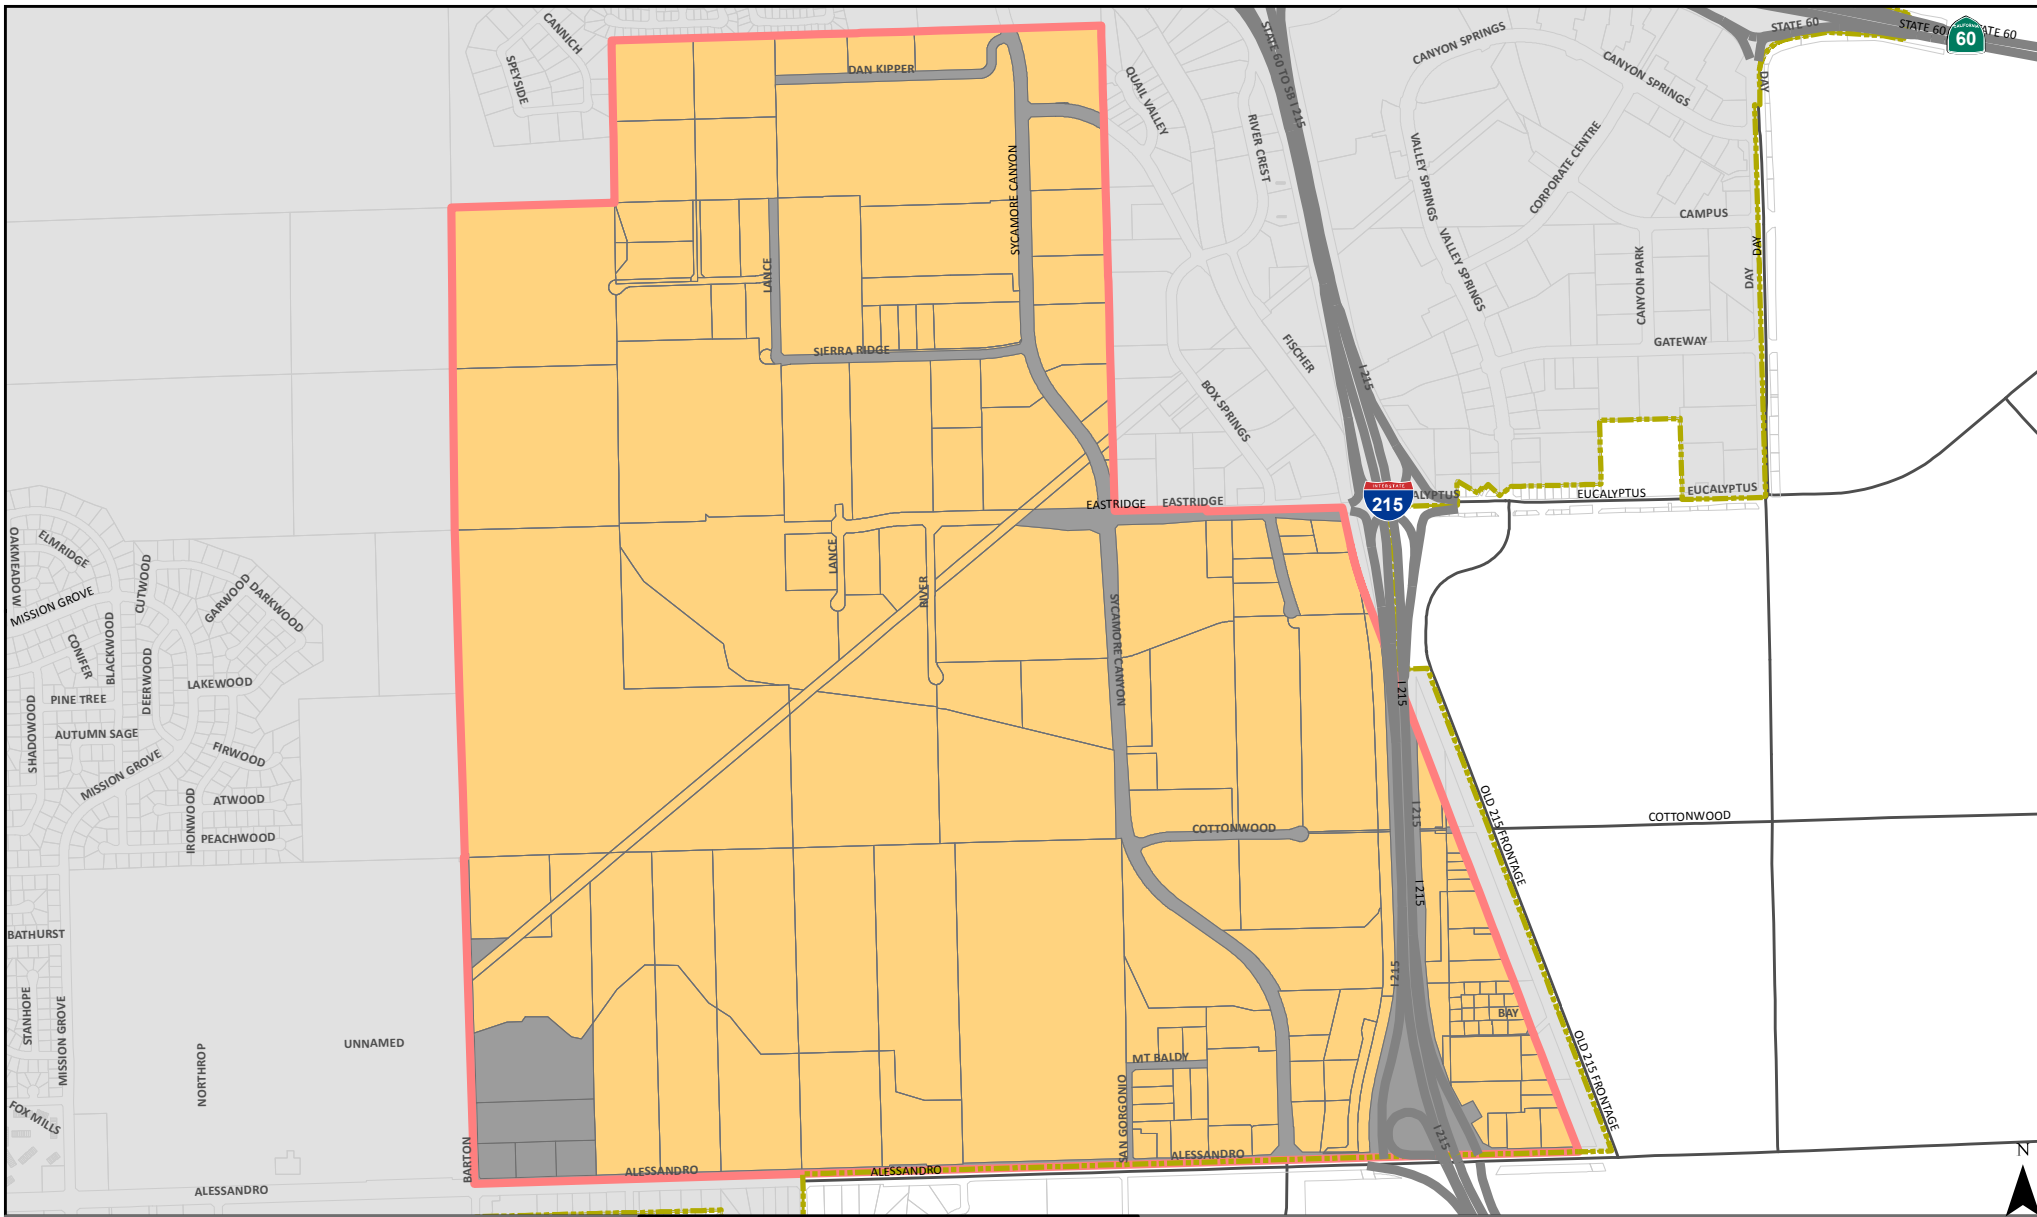 CANNICH
SPEYSIDE
DAN KIPPER
QUAIL VALLEY
RIVER CREST
STATE 60 TO SB I 215
CANYON SPRINGS
CANYON SPRINGS
STATE 60
STATE 60
ATE 60
CALIFORNIA
60
DAY
VALLEY SPRINGS
CORPORATE CENTRE
SYCAMORE CANYON
CAMPUS
DAY
DAY
VALLEY SPRINGS
CANYON PARK
LANCE
GATEWAY
SIERRA RIDGE
FISCHER
I 215
BOX SPRINGS
EASTRIDGE
EASTRIDGE
INTERSTATE
215
ALYPTUS
EUCALYPTUS
EUCALYPTUS
OAKMEADOW
ELMRIDGE
MISSION GROVE
CUTWOOD
GARWOOD
DARKWOOD
LANCE
RIVER
CONIFER
BLACKWOOD
DEERWOOD
LAKEWOOD
SYCAMORE CANYON
PINE TREE
SHADOWOOD
AUTUMN SAGE
MISSION GROVE
FIRWOOD
I 215
ATWOOD
IRONWOOD
PEACHWOOD
COTTONWOOD
I 215
OLD 215 FRONTAGE
COTTONWOOD
I 215
BATHURST
I 215
STANHOPE
MISSION GROVE
BAY
UNNAMED
NORTHROP
MT BALDY
OLD 215 FRONTAGE
FOX MILLS
SAN GORGONIO
I 215
BARTON
ALESSANDRO
ALESSANDRO
ALESSANDRO
ALESSANDRO
N